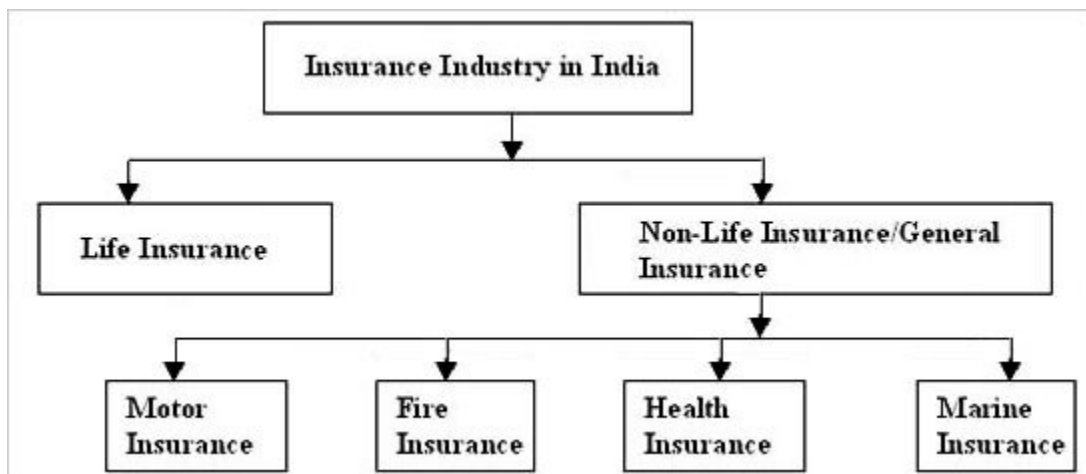 Insurance Industry in India
Life Insurance
Non-Life Insurance/General
Insurance
Motor
Insurance
Fire
Insurance
Health
Insurance
Marine
Insurance